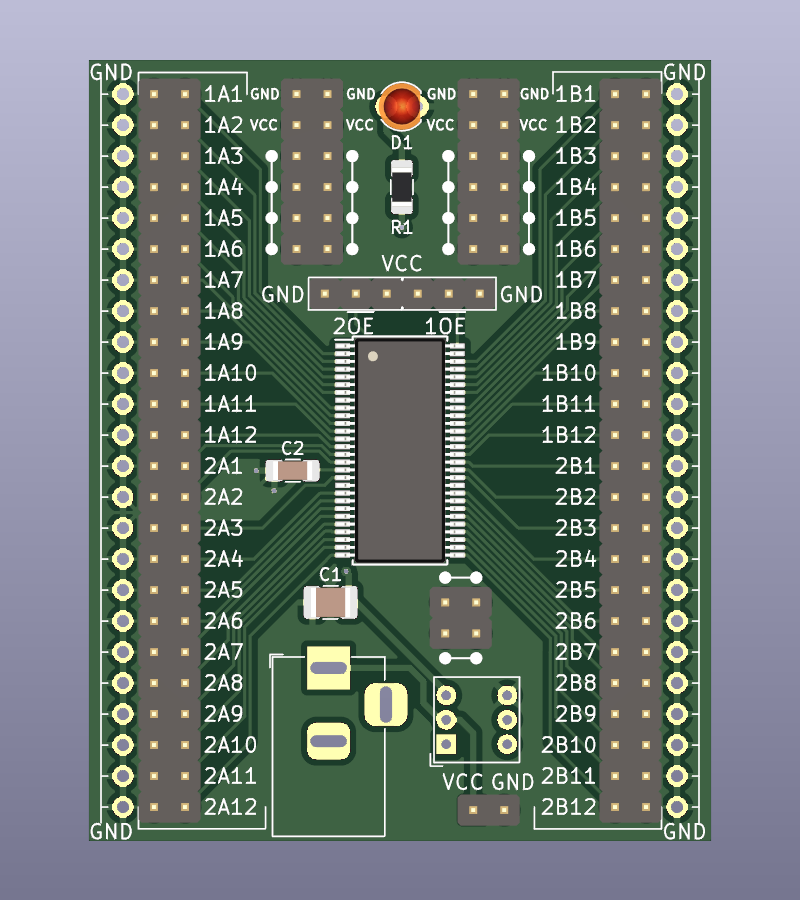 GND GND
1A1 GND GND GND GND 1B1
1A2 VCC VCC VCC VCC 1B2
D1
1A3 1B3
1A4 1B4
1A5 R1 1B5
1A6 1B6
VCC
1A7 1B7
GND GND
1A8 1B8
2OE 1OE
1A9 1B9
1A10 1B10
1A11 1B11
1A12 1B12
C2
2A1 2B1
2A2 2B2
2A3 2B3
2A4 2B4
C1
2A5 2B5
2A6 2B6
2A7 2B7
2A8 2B8
2A9 2B9
2A10 2B10
2A11 VCC GND 2B11
2A12 2B12
GND GND